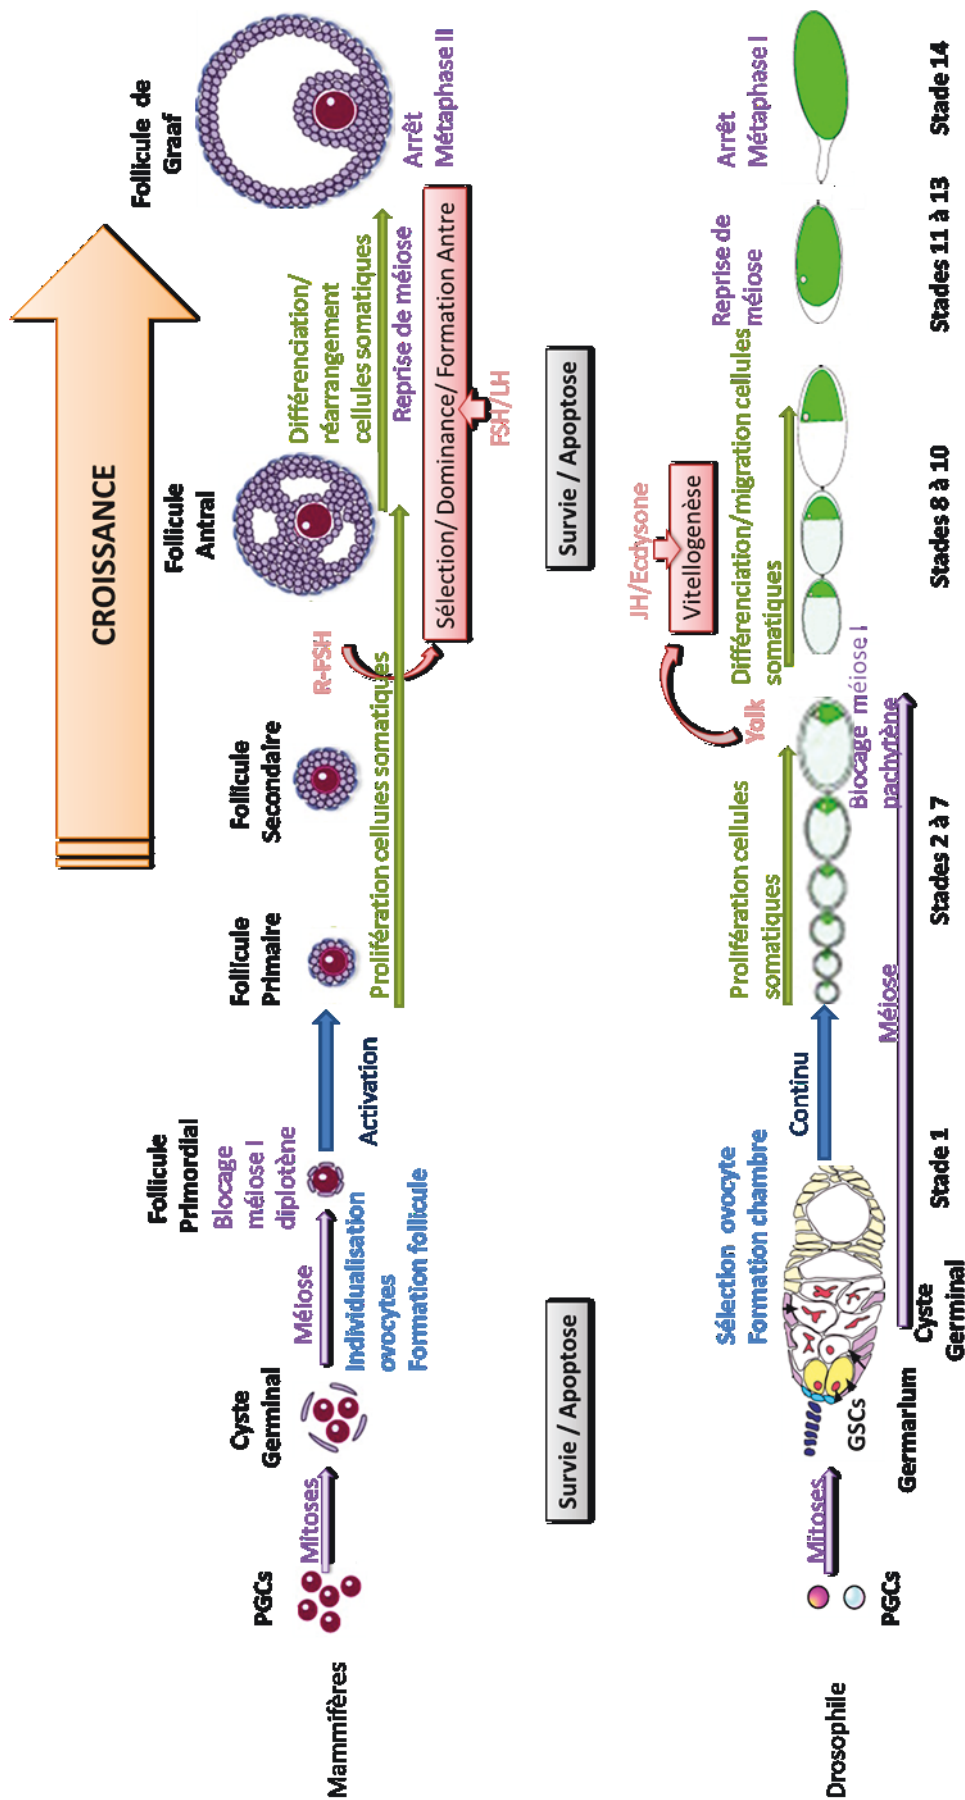 CROISSANCE
Follicule
Primordial
Follicule
Primaire
Follicule
Secondaire
Follicule
Antral
Follicule de
Graaf
Mammifères
PGCs
Mitoses
Cyste
Germinal
Méiose
Individualisation
ovocytes
Formation follicule
Blocage
méiose I
diplotène
Activation
Prolifération cellules somatiques
R-FSH
Différenciation/
réarrangement
cellules somatiques
Reprise de méiose
Sélection/ Dominance/ Formation Antre
FSH/LH
Arrêt
Métaphase II
Survie / Apoptose
Survie / Apoptose
Drosophile
PGCs
Mitoses
GSCs
Germarium
Cyste
Germinal
Sélection ovocyte
Formation chambre
Stade 1
Continu
Méiose
Prolifération cellules
somatiques
Stades 2 à 7
Blocage méiose I
pachytène
Yolk
JH/Ecdysone
Vitellogenèse
Différenciation/migration cellules
somatiques
Stades 8 à 10
Reprise de
méiose
Stades 11 à 13
Arrêt
Métaphase I
Stade 14